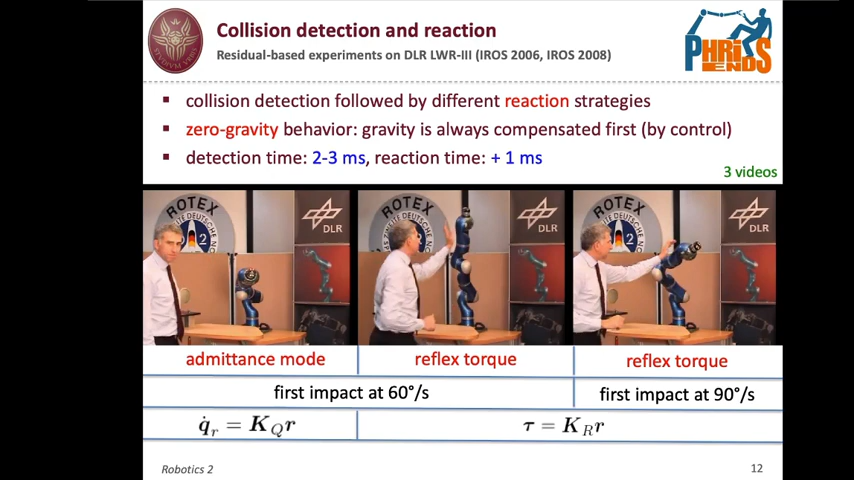 Collision detection and reaction
Residual-based experiments on DLR LWR-III (IROS 2006, IROS 2008)
PHRIENDS
collision detection followed by different reaction strategies
zero-gravity behavior: gravity is always compensated first (by control)
detection time: 2-3 ms, reaction time: + 1 ms
3 videos
ROTEX
DLR
ROTEX
DLR
ROTEX
DLR
admittance mode
reflex torque
reflex torque
first impact at 60°/s
first impact at 90°/s
q̇_r = K_Q r
τ = K_R r
Robotics 2
12